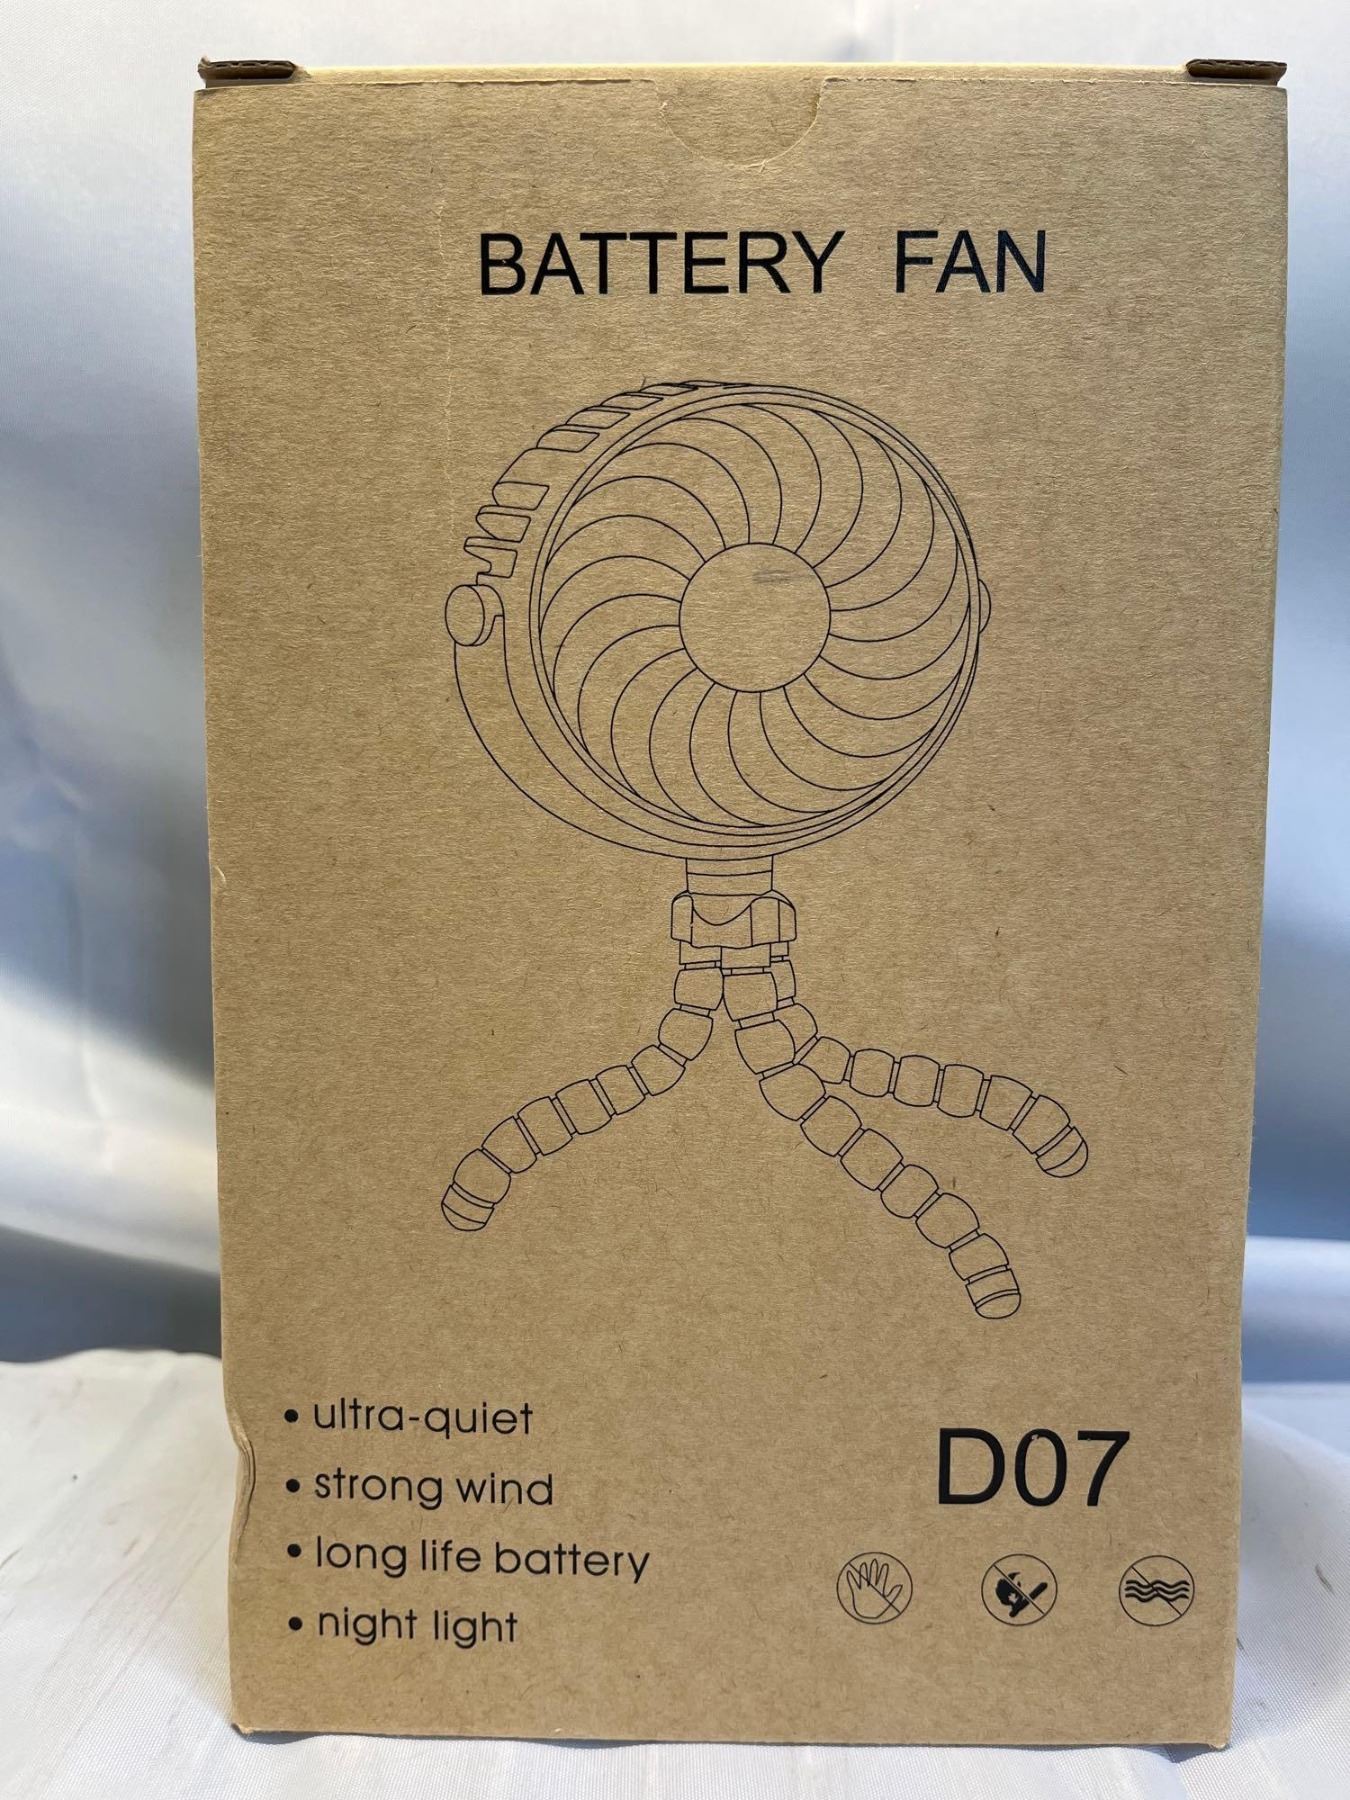 BATTERY FAN
• ultra-quiet
• strong wind
• long life battery
• night light
D07